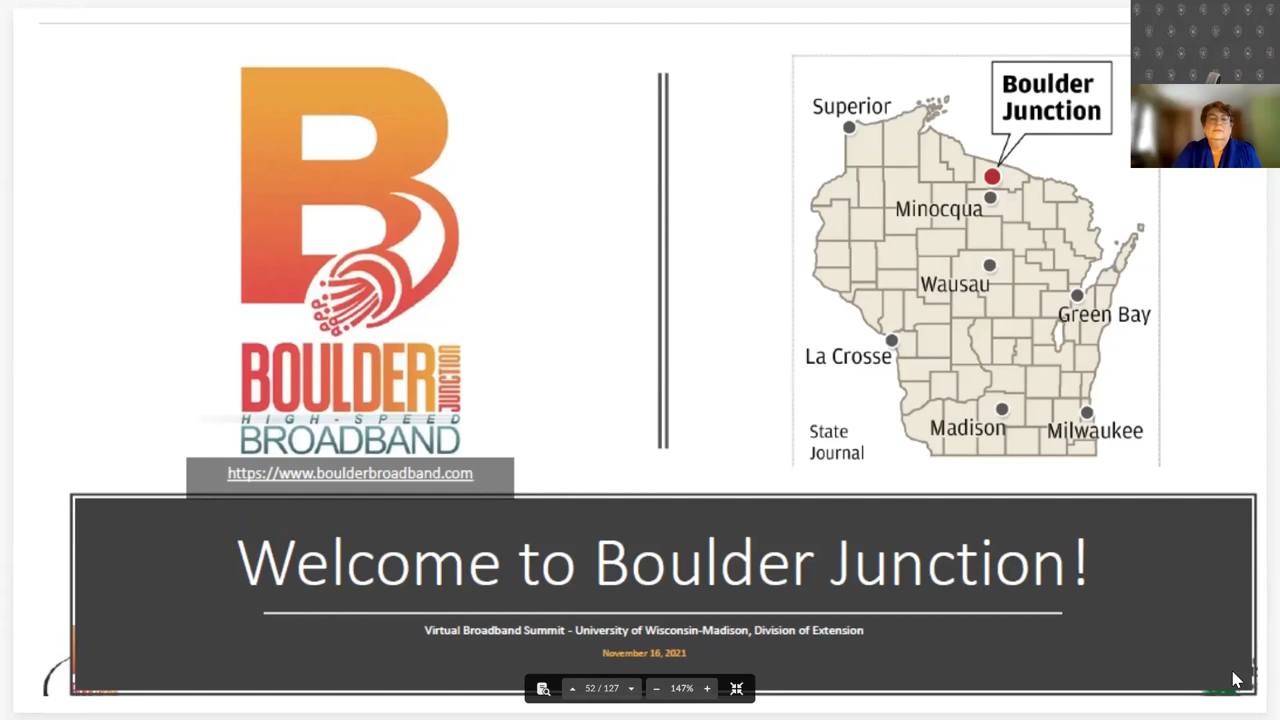 B
BOULDER
JUNCTION
HIGH-SPEED
BROADBAND
https://www.boulderbroadband.com
Boulder
Junction
Superior
Minocqua
Wausau
Green Bay
La Crosse
Madison
Milwaukee
State
Journal
Welcome to Boulder Junction!
Virtual Broadband Summit - University of Wisconsin-Madison, Division of Extension
November 16, 2021
52 / 127
147%